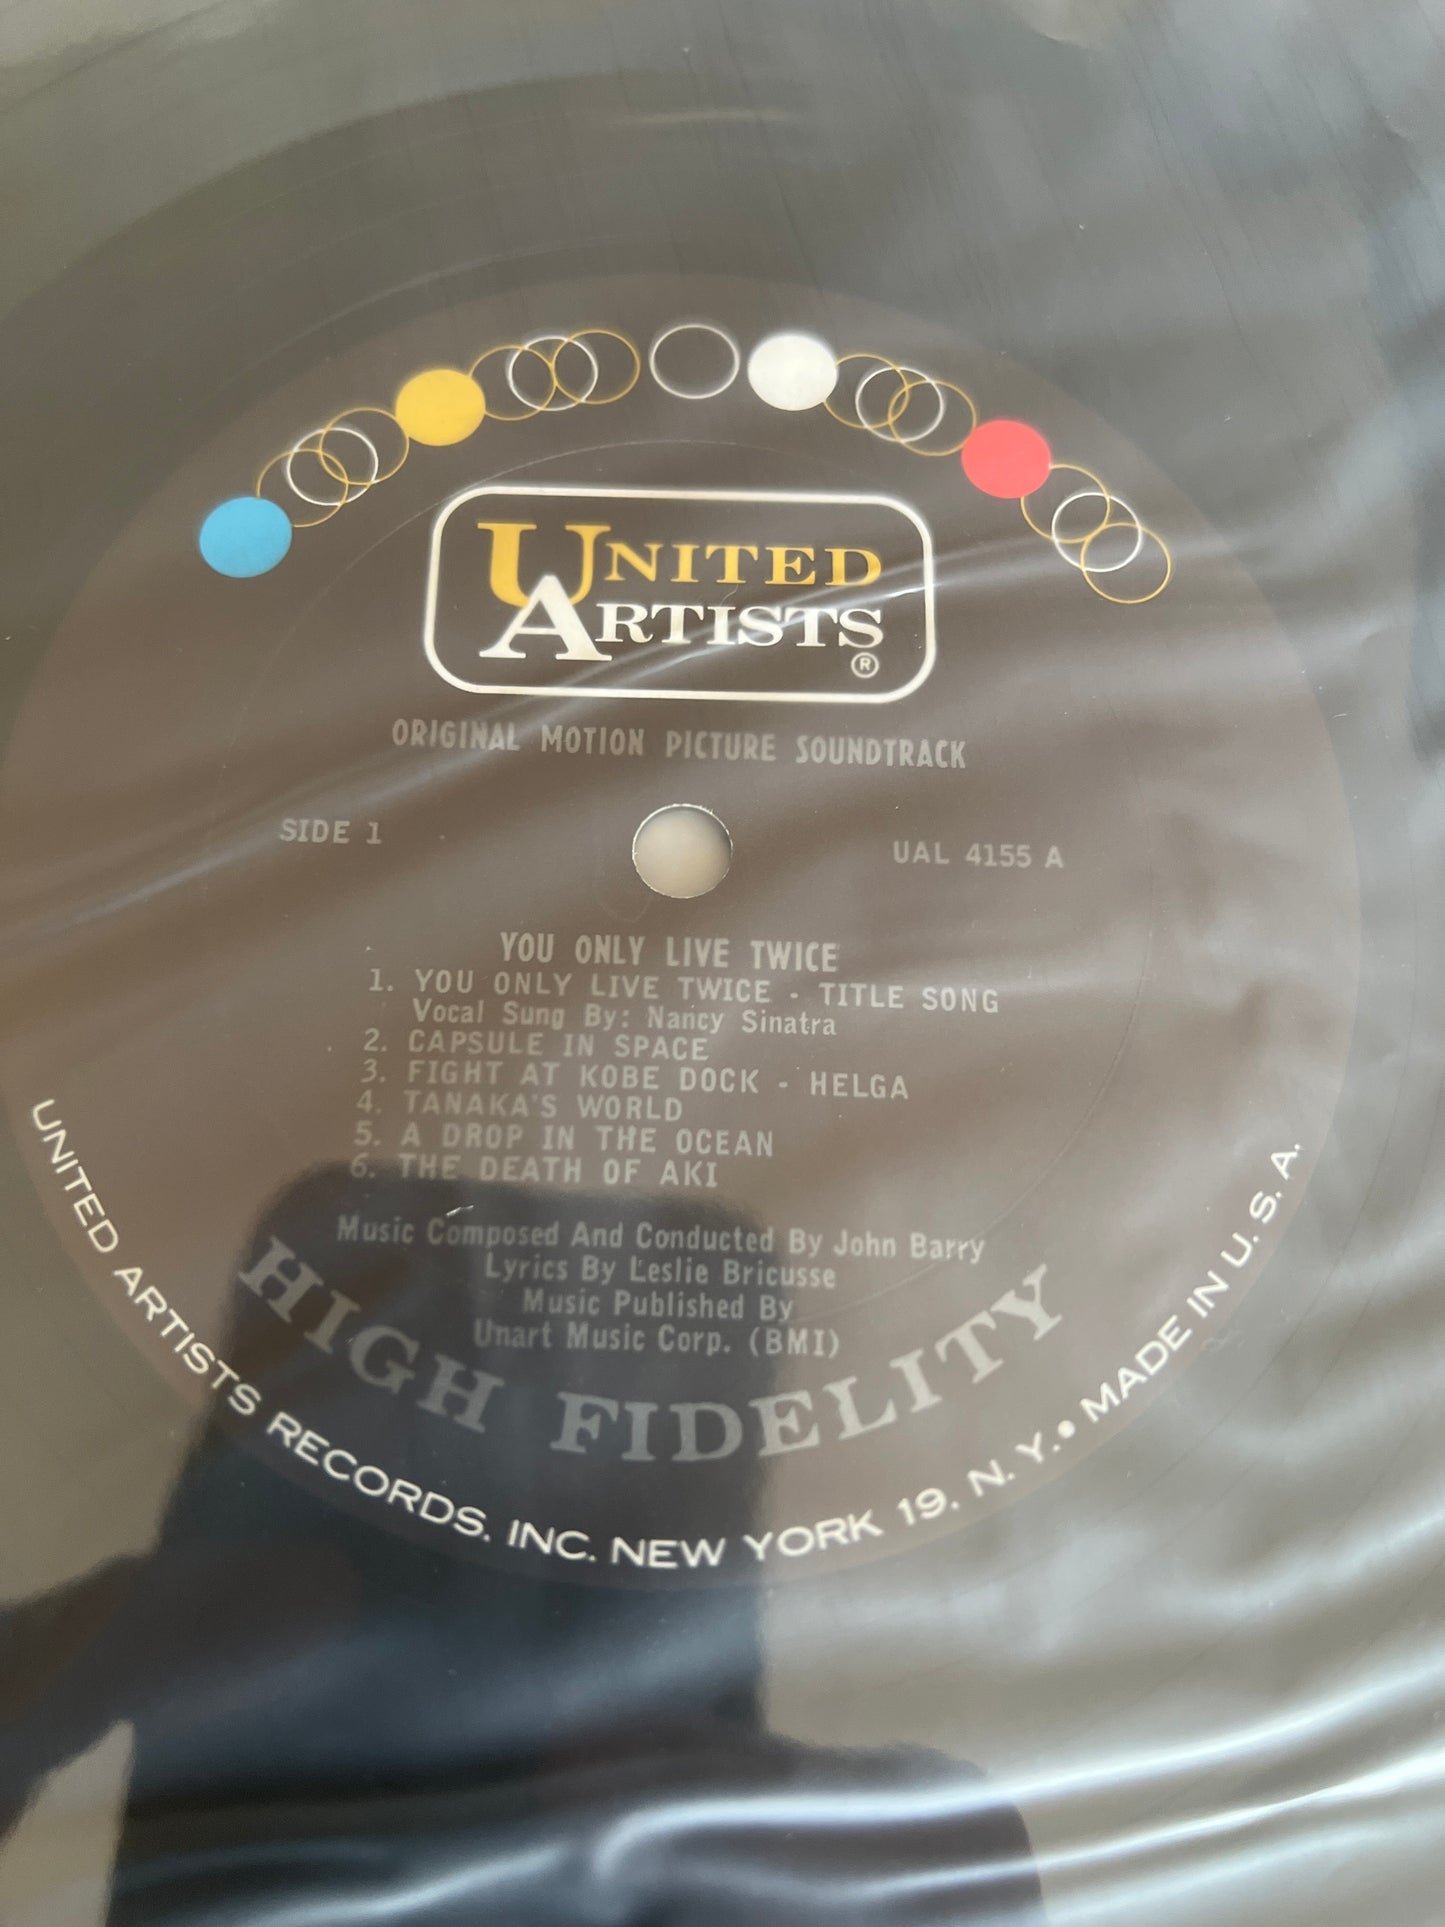 UNITED
ARTISTS
®
ORIGINAL MOTION PICTURE SOUNDTRACK
SIDE 1
UAL 4155 A
YOU ONLY LIVE TWICE
1. YOU ONLY LIVE TWICE - TITLE SONG
Vocal Sung By: Nancy Sinatra
2. CAPSULE IN SPACE
3. FIGHT AT KOBE DOCK - HELGA
4. TANAKA'S WORLD
5. A DROP IN THE OCEAN
6. THE DEATH OF AKI
Music Composed And Conducted By John Barry
Lyrics By Leslie Bricusse
Music Published By
Unart Music Corp. (BMI)
HIGH FIDELITY
UNITED ARTISTS RECORDS, INC. NEW YORK 19, N.Y. • MADE IN U.S.A.